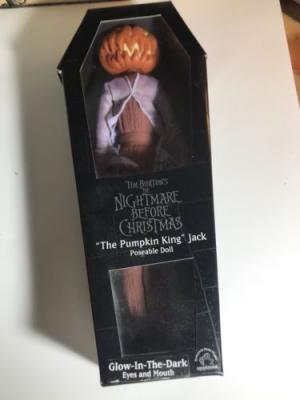 TIM BURTON'S
THE
NIGHTMARE
BEFORE
CHRISTMAS
"The Pumpkin King" Jack
Poseable Doll
Glow-In-The-Dark
Eyes and Mouth